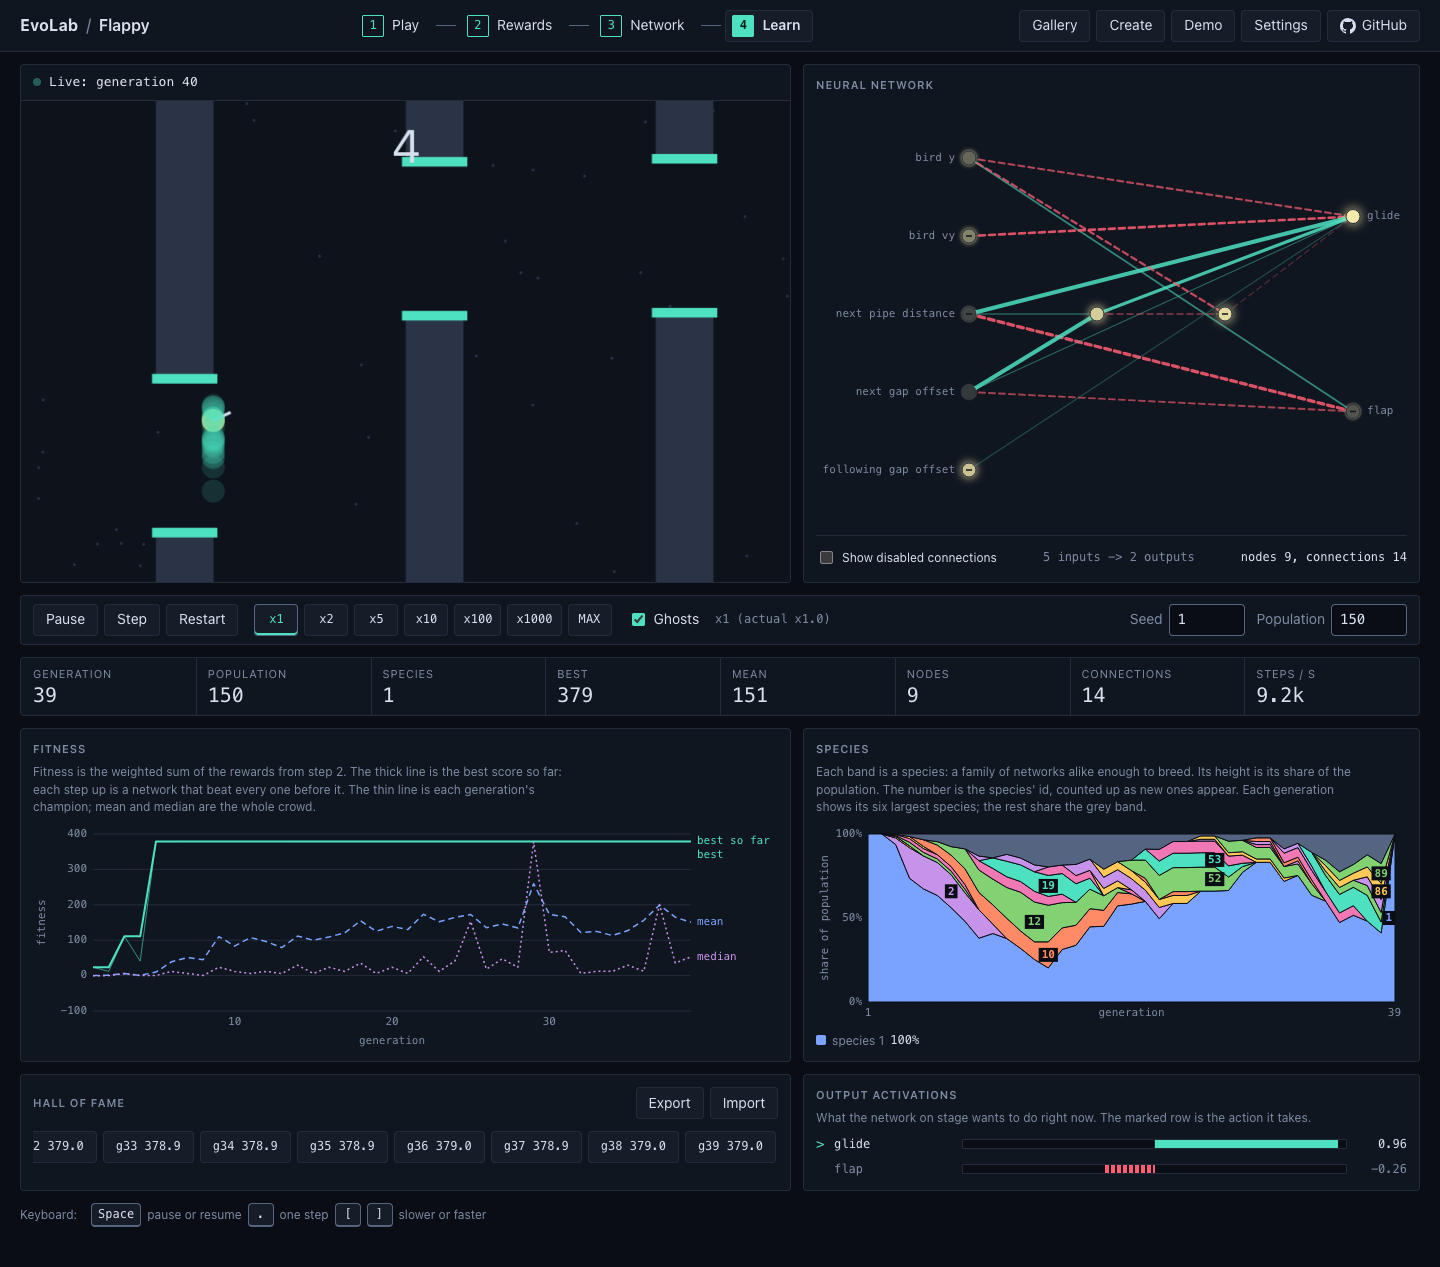 EvoLab / Flappy
1 Play
2 Rewards
3 Network
4 Learn
Gallery
Create
Demo
Settings
GitHub
Live: generation 40
4
NEURAL NETWORK
bird y
bird vy
next pipe distance
next gap offset
following gap offset
glide
flap
Show disabled connections
5 inputs -> 2 outputs
nodes 9, connections 14
Pause
Step
Restart
x1
x2
x5
x10
x100
x1000
MAX
Ghosts
x1 (actual x1.0)
Seed 1
Population 150
GENERATION
39
POPULATION
150
SPECIES
1
BEST
379
MEAN
151
NODES
9
CONNECTIONS
14
STEPS / S
9.2k
FITNESS
Fitness is the weighted sum of the rewards from step 2. The thick line is the best score so far:
each step up is a network that beat every one before it. The thin line is each generation's
champion; mean and median are the whole crowd.
400
300
200
100
0
−100
fitness
10
20
30
generation
best so far
best
mean
median
SPECIES
Each band is a species: a family of networks alike enough to breed. Its height is its share of the
population. The number is the species' id, counted up as new ones appear. Each generation
shows its six largest species; the rest share the grey band.
100%
50%
0%
share of population
2
19
12
10
53
52
89
86
1
1
generation
39
species 1 100%
HALL OF FAME
Export
Import
2 379.0
g33 378.9
g34 378.9
g35 378.9
g36 379.0
g37 378.9
g38 379.0
g39 379.0
OUTPUT ACTIVATIONS
What the network on stage wants to do right now. The marked row is the action it takes.
> glide 0.96
flap −0.26
Keyboard: Space pause or resume . one step [ ] slower or faster